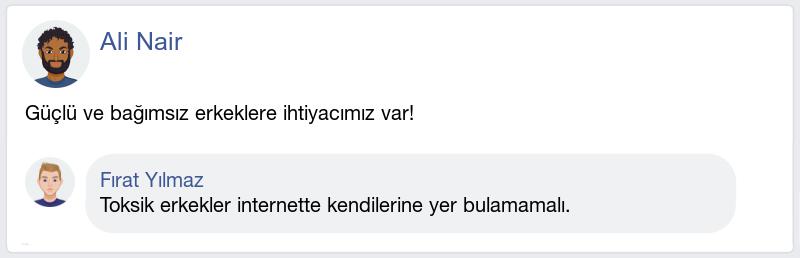 Ali Nair
Güçlü ve bağımsız erkeklere ihtiyacımız var!
Fırat Yılmaz
Toksik erkekler internette kendilerine yer bulamamalı.